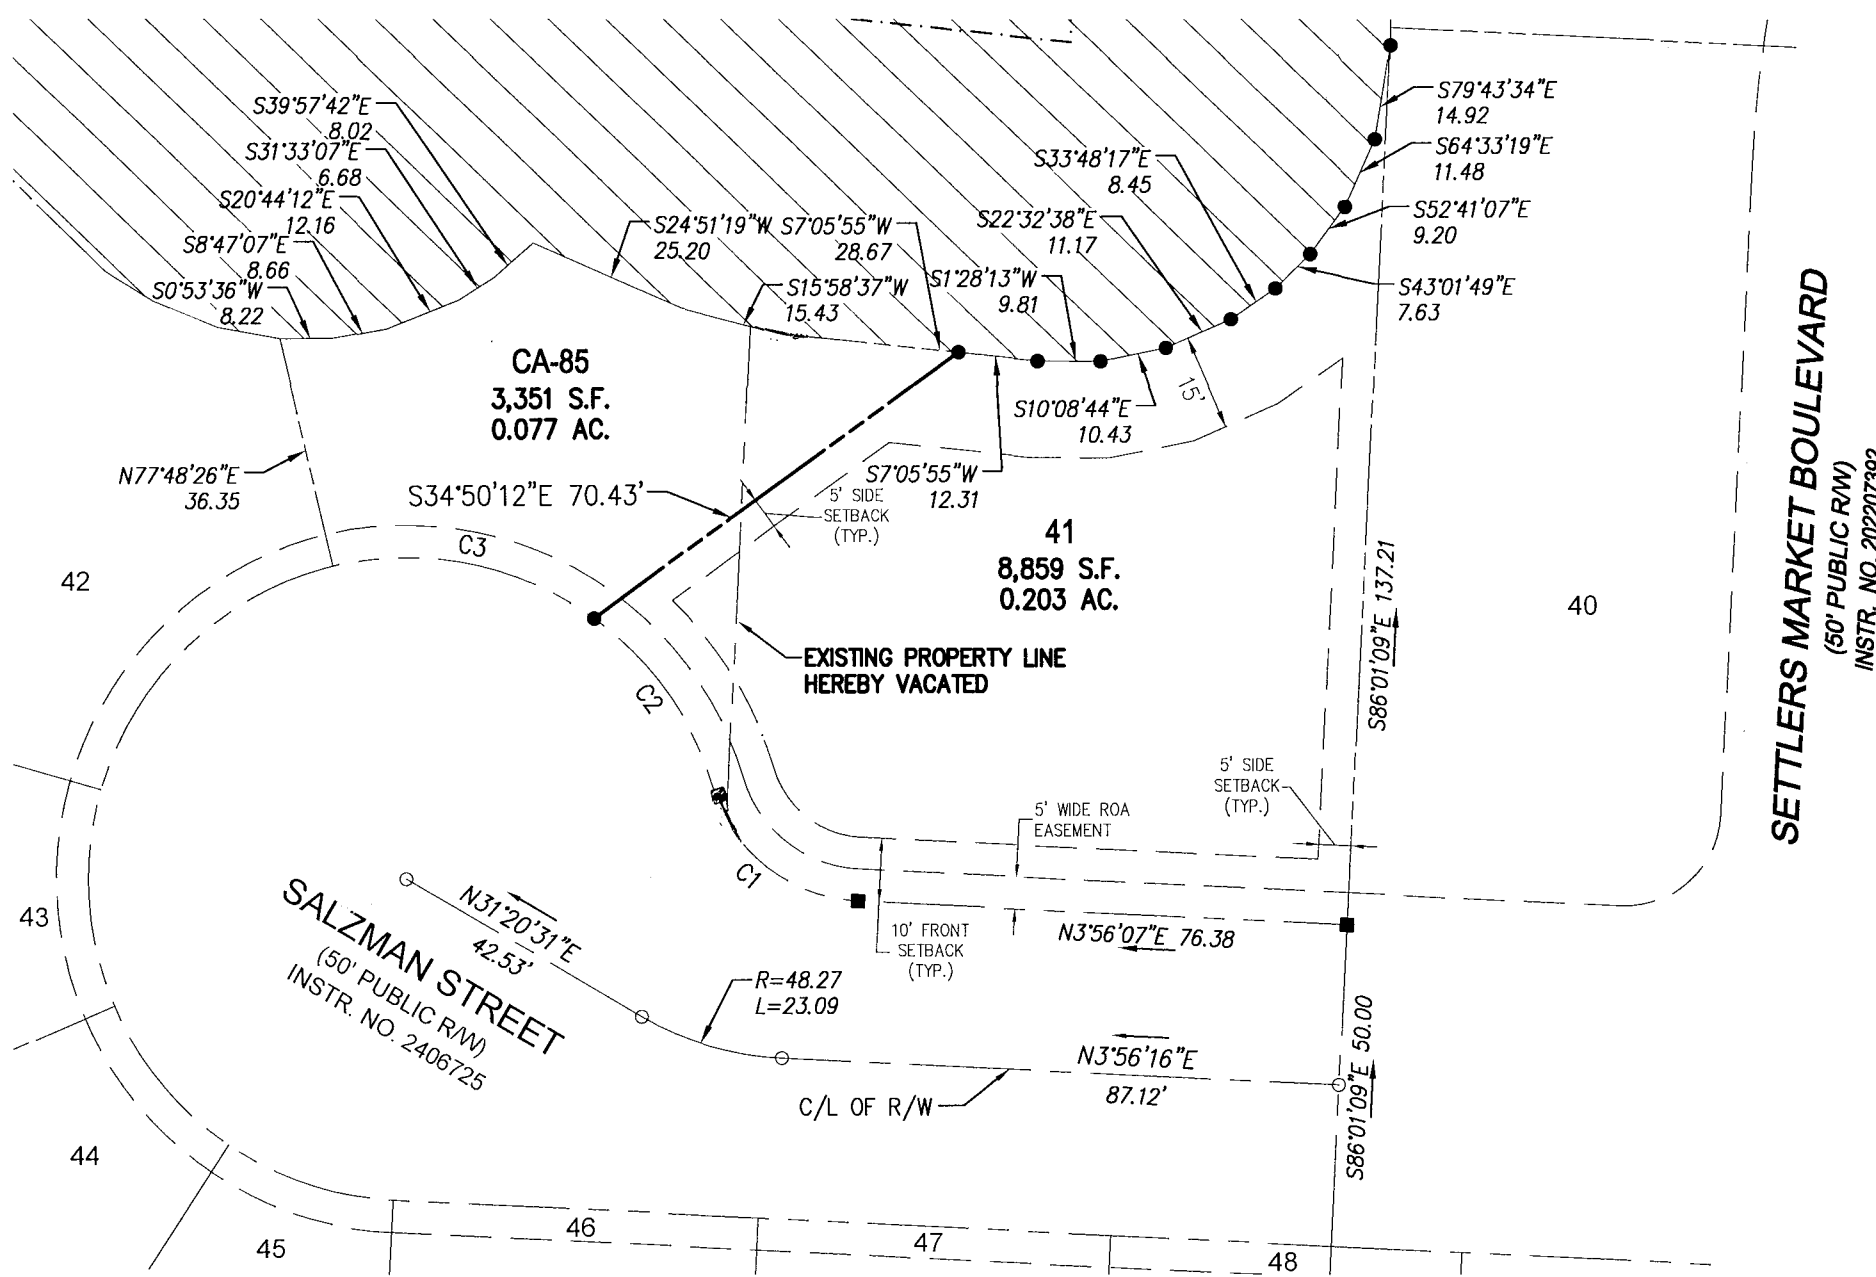 S39°57'42"E
8.02
S31°33'07"E
6.68
S20°44'12"E
12.16
S8°47'07"E
8.66
S0°53'36"W
8.22
S24°51'19"W
25.20
S7°05'55"W
28.67
S15°58'37"W
15.43
S1°28'13"W
9.81
S22°32'38"E
11.17
S33°48'17"E
8.45
S79°43'34"E
14.92
S64°33'19"E
11.48
S52°41'07"E
9.20
S43°01'49"E
7.63
CA-85
3,351 S.F.
0.077 AC.
15'
S10°08'44"E
10.43
N77°48'26"E
36.35
S34°50'12"E 70.43'
S7°05'55"W
12.31
5' SIDE
SETBACK
(TYP.)
41
8,859 S.F.
0.203 AC.
C3
42
40
EXISTING PROPERTY LINE
HEREBY VACATED
C2
S86°01'09"E 137.21
SETTLERS MARKET BOULEVARD
(50' PUBLIC R/W)
INSTR. NO. 202207392
5' SIDE
SETBACK
(TYP.)
5' WIDE ROA
EASEMENT
C1
43
10' FRONT
SETBACK
(TYP.)
N3°56'07"E 76.38
N31°20'31"E
42.53'
SALZMAN STREET
(50' PUBLIC R/W)
INSTR. NO. 2406725
R=48.27
L=23.09
N3°56'16"E
87.12'
C/L OF R/W
S86°01'09"E 50.00
44
45
46
47
48